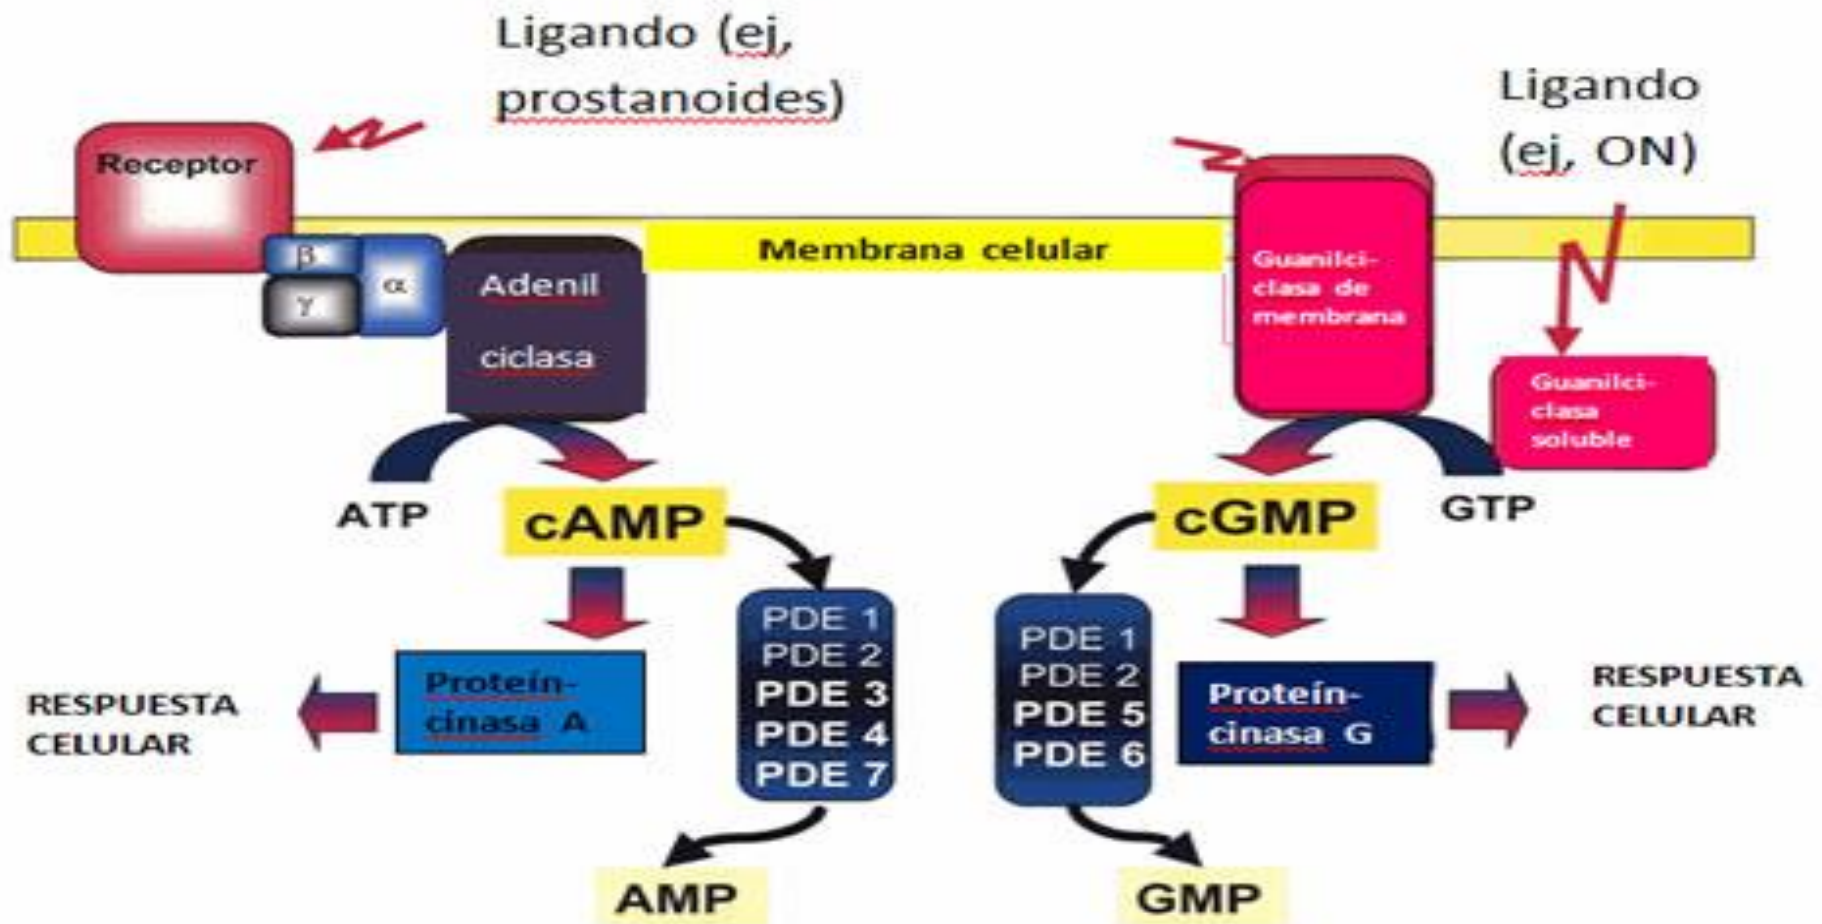 Ligando (ej,
prostanoides)
Ligando
(ej, ON)
Receptor
β
γ
α
Adenil
ciclasa
Membrana celular
Guanilci-
clasa de
membrana
Guanilci-
clasa
soluble
ATP
cAMP
cGMP
GTP
PDE 1
PDE 2
PDE 3
PDE 4
PDE 7
PDE 1
PDE 2
PDE 5
PDE 6
Proteín-
cinasa A
RESPUESTA
CELULAR
Proteín-
cinasa G
RESPUESTA
CELULAR
AMP
GMP